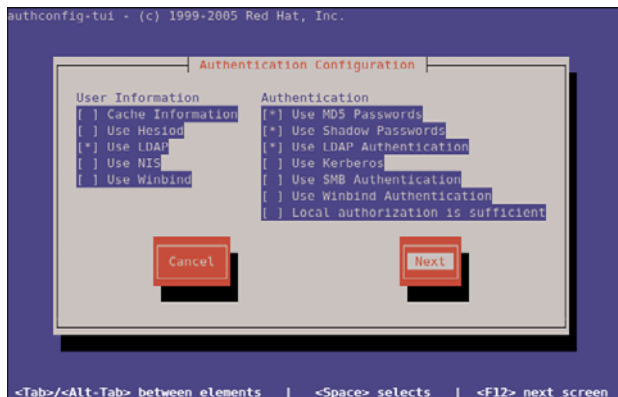 authconfig-tui - (c) 1999-2005 Red Hat, Inc.
Authentication Configuration
User Information
[ ] Cache Information
[ ] Use Hesiod
[*] Use LDAP
[ ] Use NIS
[ ] Use Winbind
Authentication
[*] Use MD5 Passwords
[*] Use Shadow Passwords
[*] Use LDAP Authentication
[ ] Use Kerberos
[ ] Use SMB Authentication
[ ] Use Winbind Authentication
[ ] Local authorization is sufficient
Cancel
Next
<Tab>/<Alt-Tab> between elements | <Space> selects | <F12> next screen